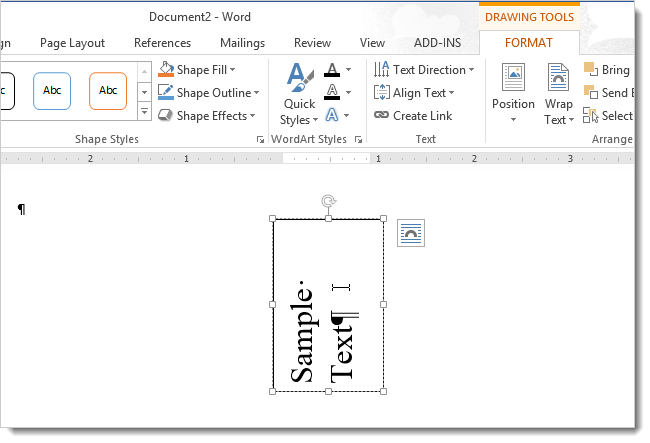 Document2 - Word
DRAWING TOOLS
gn Page Layout References Mailings Review View ADD-INS FORMAT
bc Abc Abc
Shape Fill
Shape Outline
Shape Effects
Shape Styles
Quick
Styles
A
A
A
WordArt Styles
Text Direction
Align Text
Create Link
Text
Position
Wrap
Text
Bring
Send B
Select
Arrange
2 1 1 2 3
¶
Sample·
Text¶